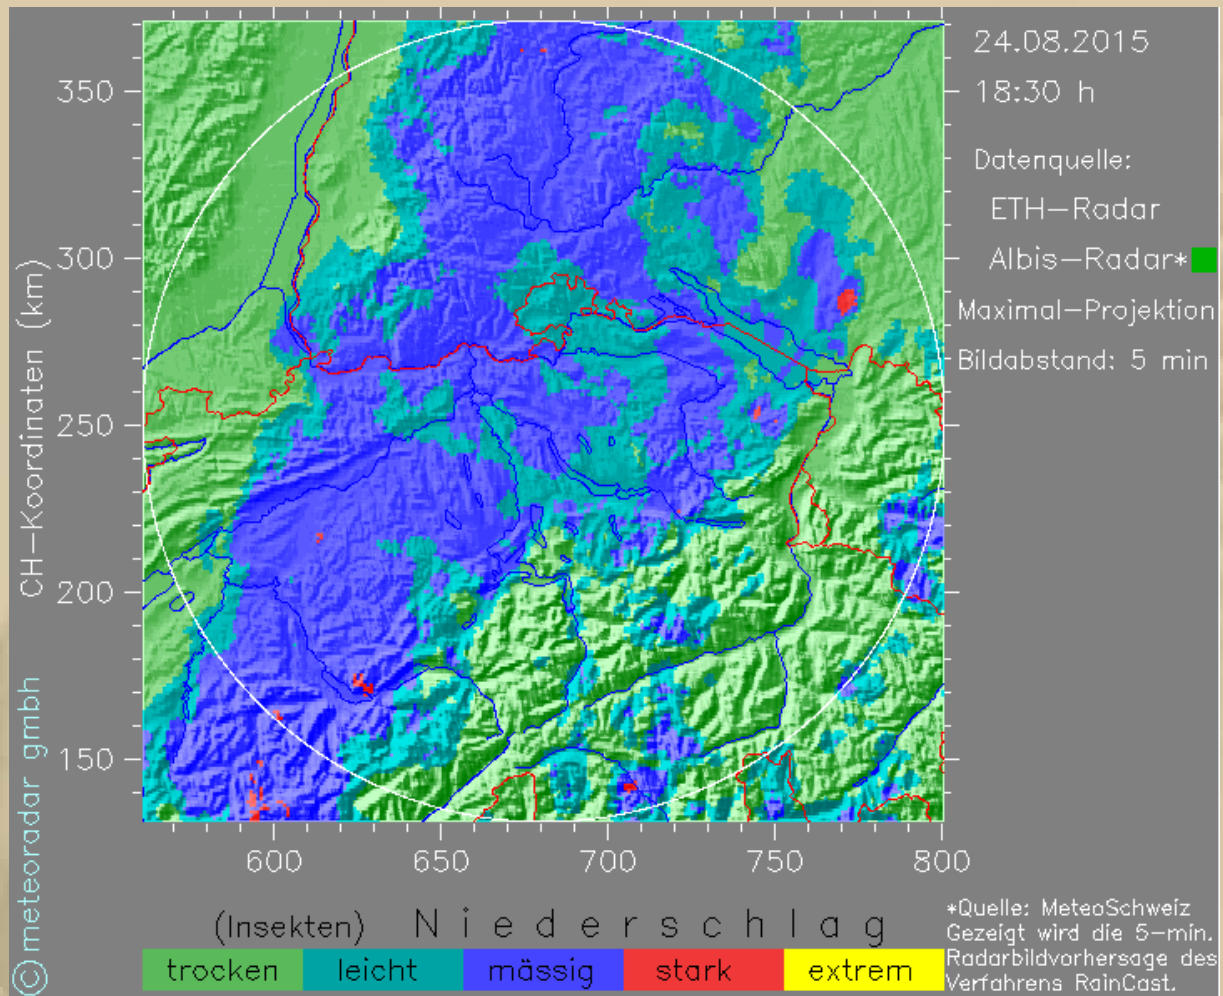 24.08.2015
18:30 h
Datenquelle:
ETH-Radar
Albis-Radar*
Maximal-Projektion
Bildabstand: 5 min
CH-Koordinaten (km)
350
300
250
200
150
600 650 700 750 800
© meteoradar gmbh
(Insekten) Niederschlag
trocken leicht mässig stark extrem
*Quelle: MeteoSchweiz
Gezeigt wird die 5-min.
Radarbildvorhersage des
Verfahrens RainCast.